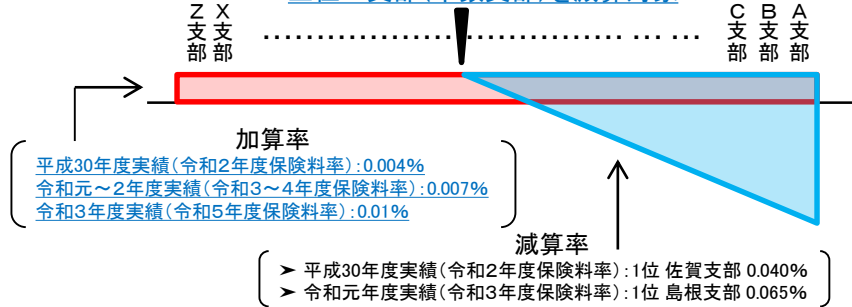 Z支部
X支部
………………………………… … …
C支部
B支部
A支部
加算率
平成30年度実績(令和2年度保険料率):0.004%
令和元~2年度実績(令和3~4年度保険料率):0.007%
令和3年度実績(令和5年度保険料率):0.01%
減算率
➤ 平成30年度実績(令和2年度保険料率):1位 佐賀支部 0.040%
➤ 令和元年度実績(令和3年度保険料率):1位 島根支部 0.065%